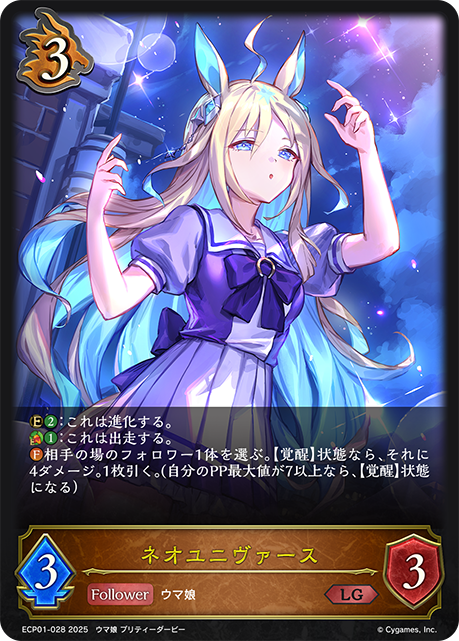 3
E 2:これは進化する。
1:これは出走する。
F 相手の場のフォロワー1体を選ぶ。【覚醒】状態なら、それに
4ダメージ。1枚引く。(自分のPP最大値が7以上なら、【覚醒】状態
になる)
ネオユニヴァース
3
Follower ウマ娘
LG
3
ECP01-028 2025 ウマ娘 プリティーダービー
© Cygames, Inc.